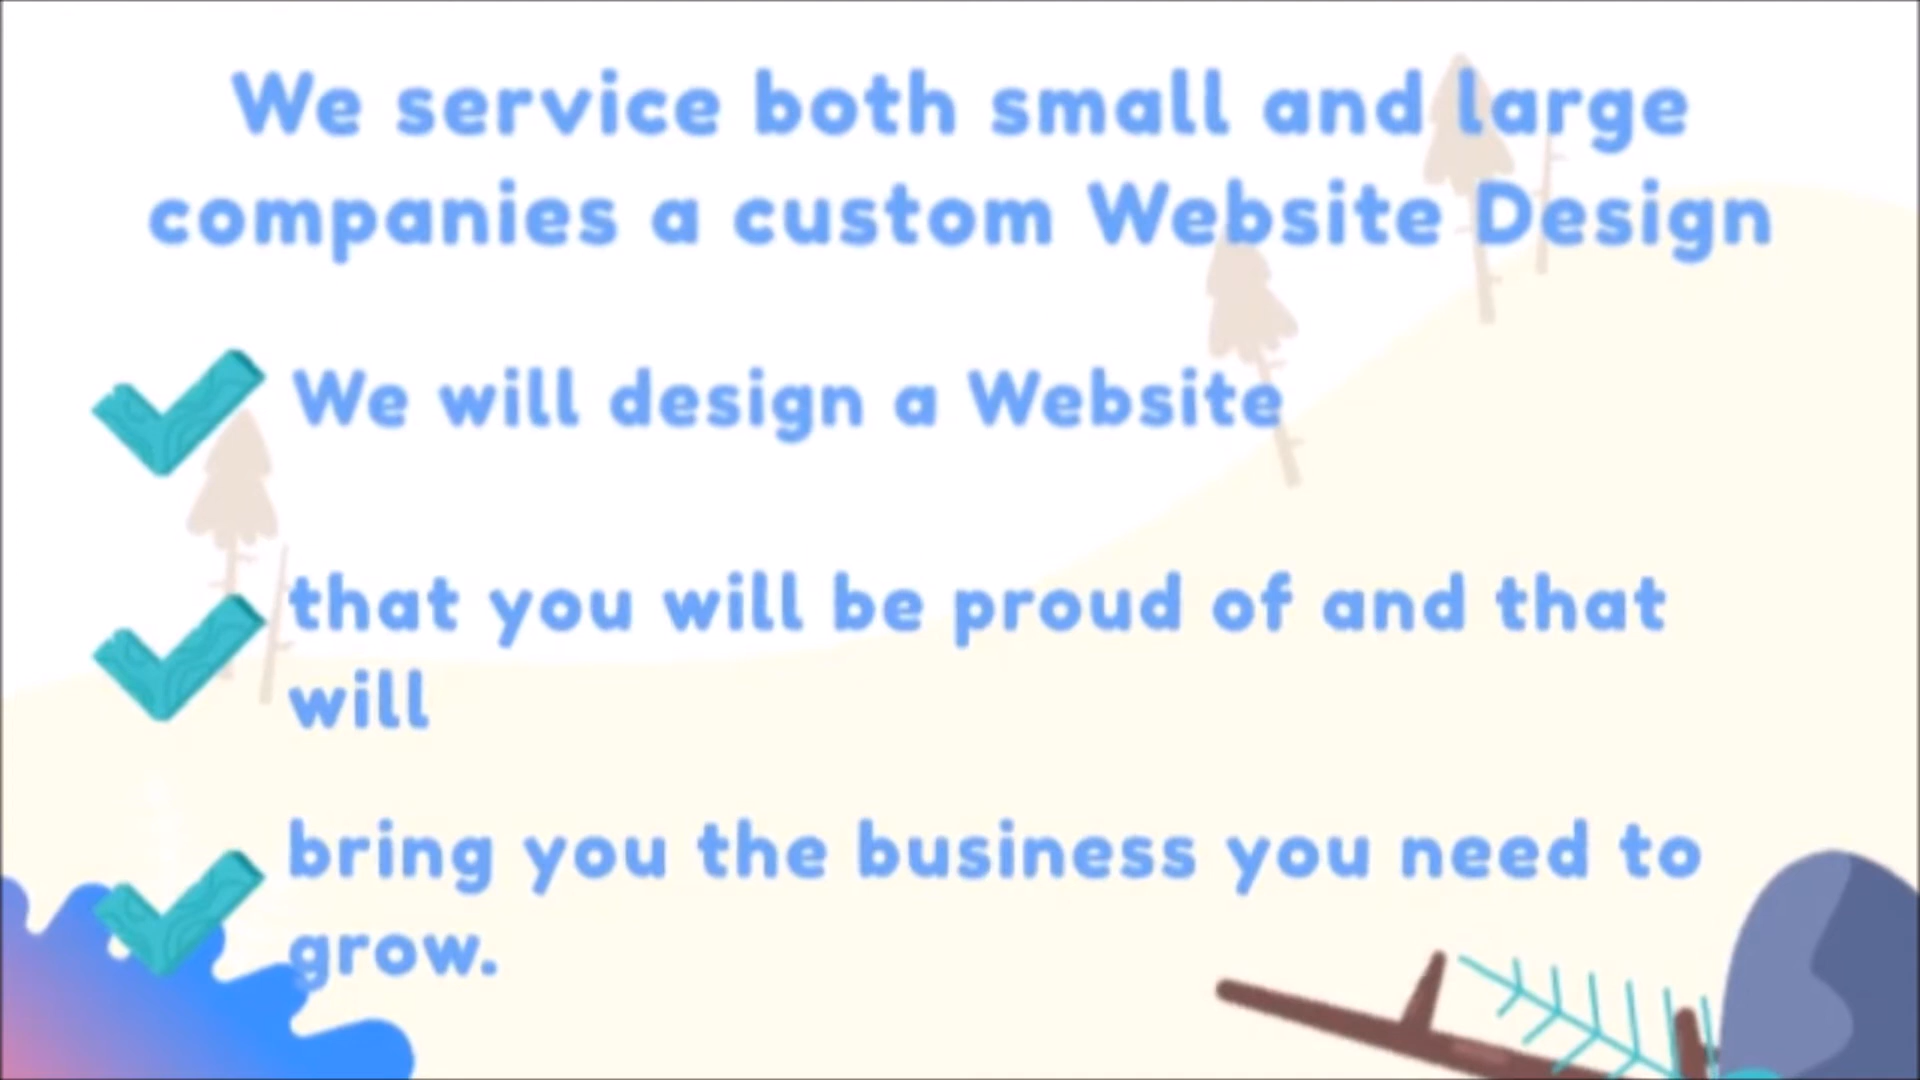 We service both small and large
companies a custom Website Design
We will design a Website
that you will be proud of and that
will
bring you the business you need to
grow.